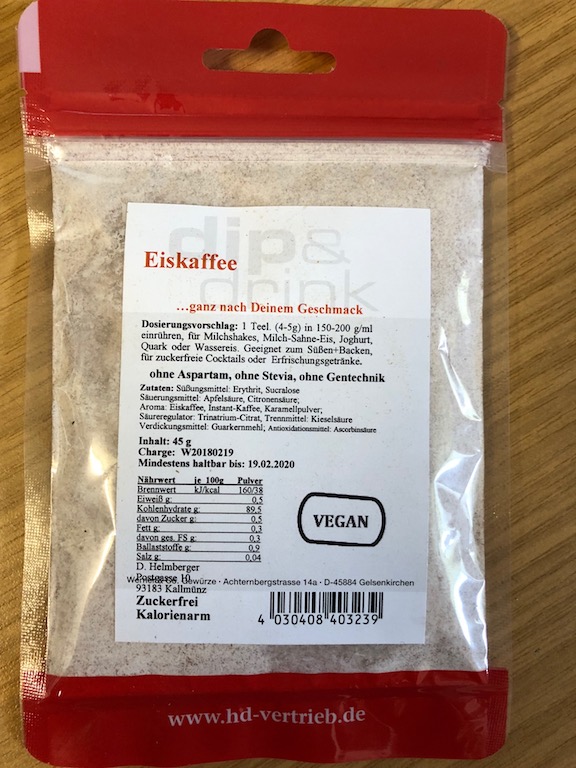 dip&
drink
Eiskaffee
...ganz nach Deinem Geschmack
Dosierungsvorschlag: 1 Teel. (4-5g) in 150-200 g/ml
einrühren, für Milchshakes, Milch-Sahne-Eis, Joghurt,
Quark oder Wassereis. Geeignet zum Süßen+Backen,
für zuckerfreie Cocktails oder Erfrischungsgetränke.
ohne Aspartam, ohne Stevia, ohne Gentechnik
Zutaten: Süßungsmittel: Erythrit, Sucralose
Säuerungsmittel: Apfelsäure, Citronensäure;
Aroma: Eiskaffee, Instant-Kaffee, Karamellpulver;
Säureregulator: Trinatrium-Citrat, Trennmittel: Kieselsäure
Verdickungsmittel: Guarkernmehl; Antioxidationsmittel: Ascorbinsäure
Inhalt: 45 g
Charge: W20180219
Mindestens haltbar bis: 19.02.2020
Nährwert je 100g Pulver
Brennwert kJ/kcal 160/38
Eiweiß g: 0,5
Kohlenhydrate g: 89,5
davon Zucker g: 0,5
Fett g: 0,3
davon ges. FS g: 0,3
Ballaststoffe g: 0,9
Salz g: 0,04
VEGAN
D. Helmberger
Postgasse 10
Gewürze · Achternbergstrasse 14a · D-45884 Gelsenkirchen
93183 Kallmünz
Zuckerfrei
Kalorienarm
4 030408 403239
www.hd-vertrieb.de